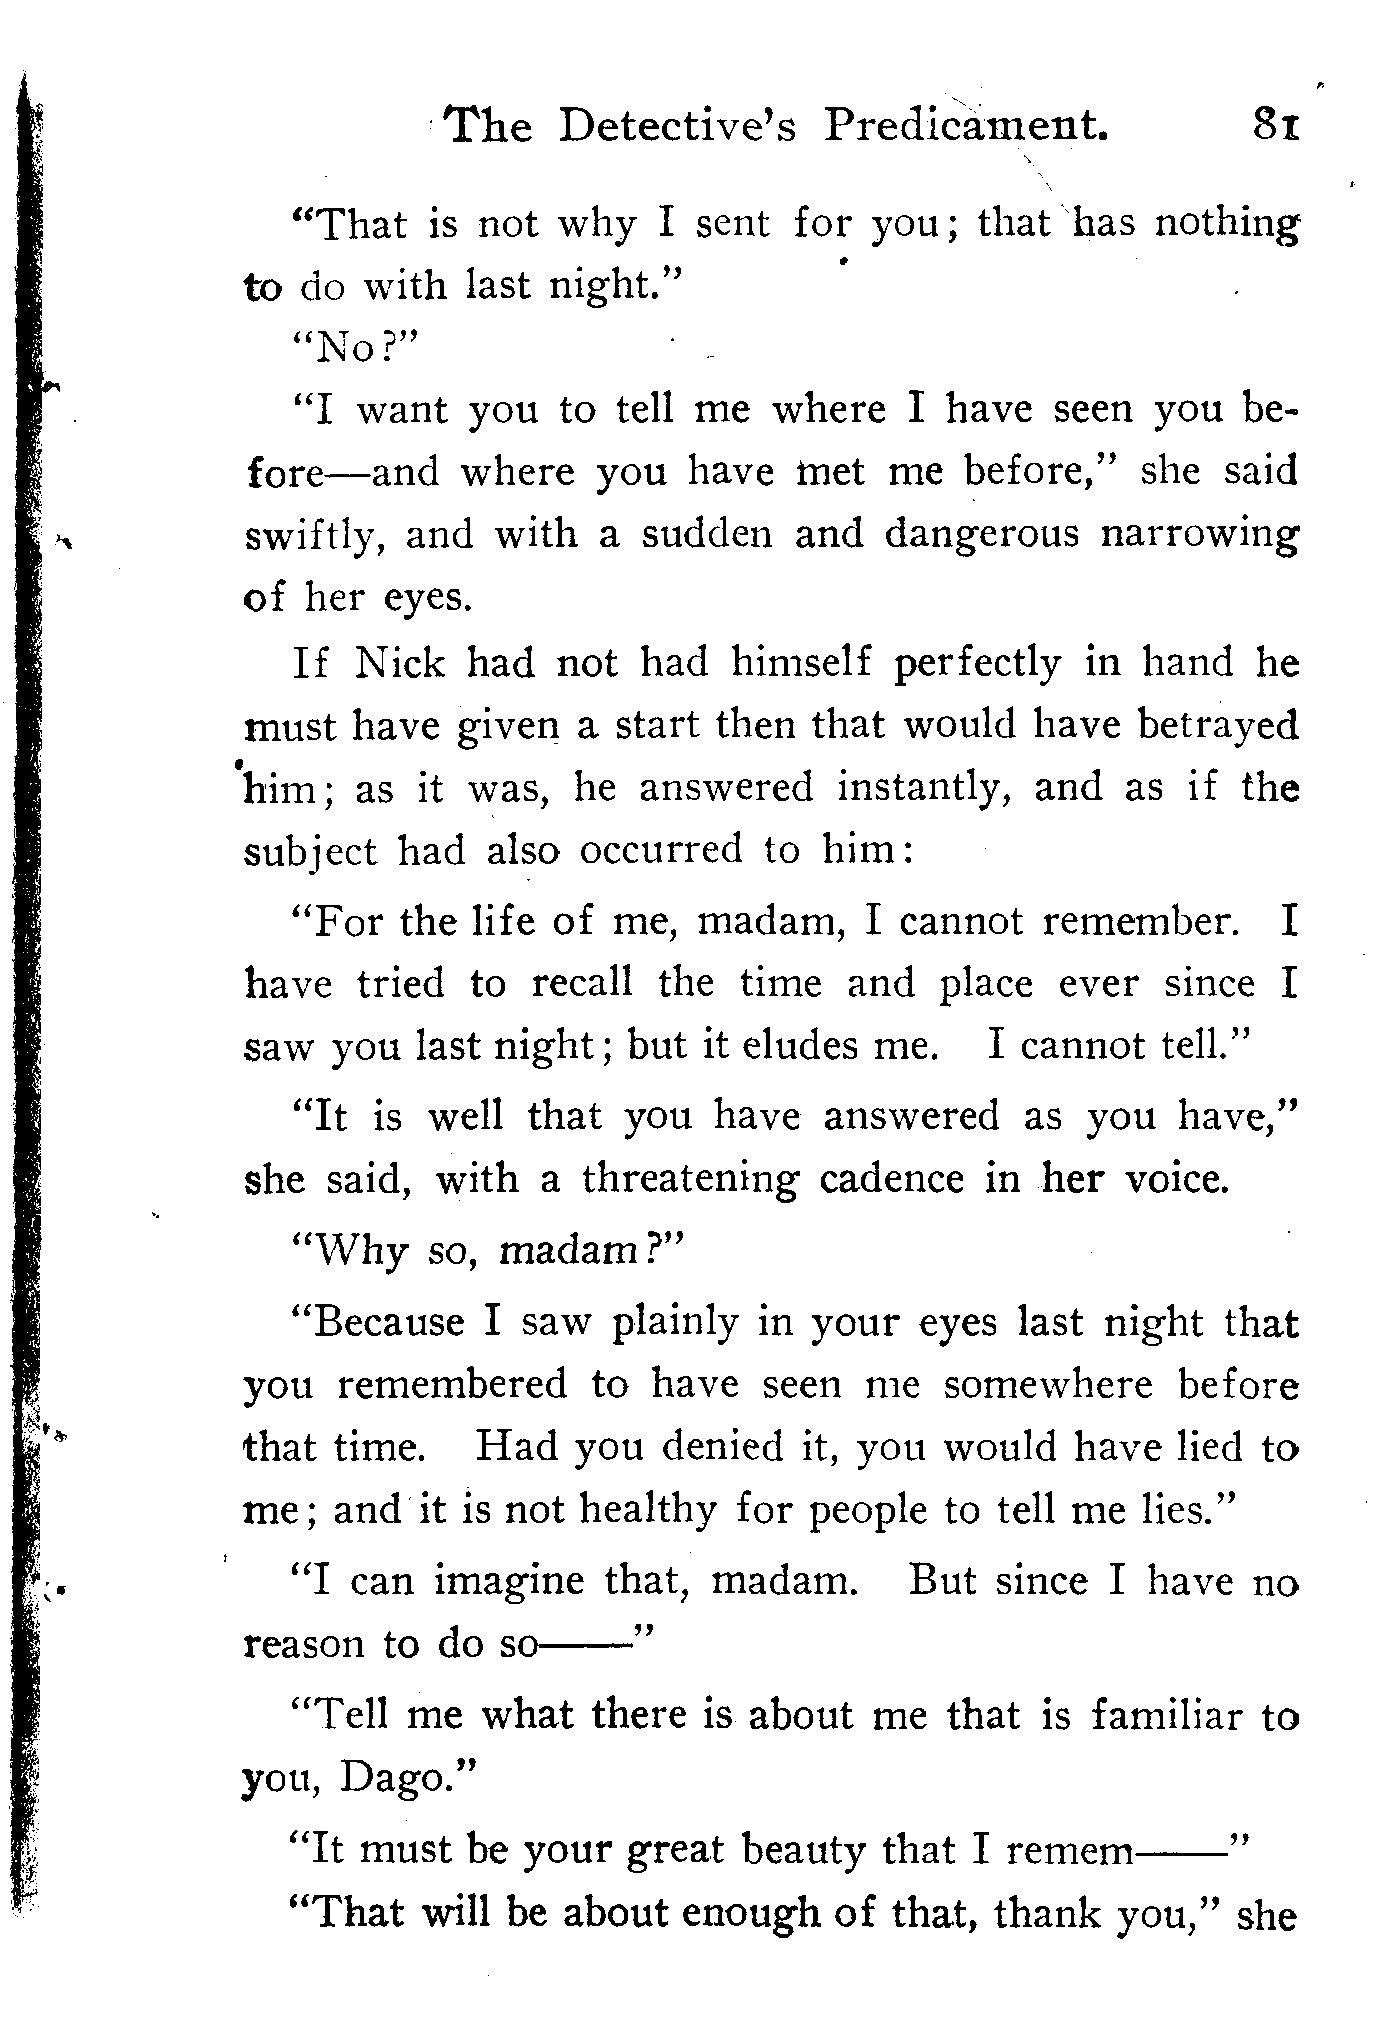 The Detective's Predicament. 81
"That is not why I sent for you; that has nothing
to do with last night."
"No?"
"I want you to tell me where I have seen you be-
fore—and where you have met me before," she said
swiftly, and with a sudden and dangerous narrowing
of her eyes.
If Nick had not had himself perfectly in hand he
must have given a start then that would have betrayed
him; as it was, he answered instantly, and as if the
subject had also occurred to him:
"For the life of me, madam, I cannot remember. I
have tried to recall the time and place ever since I
saw you last night; but it eludes me. I cannot tell."
"It is well that you have answered as you have,"
she said, with a threatening cadence in her voice.
"Why so, madam?"
"Because I saw plainly in your eyes last night that
you remembered to have seen me somewhere before
that time. Had you denied it, you would have lied to
me; and it is not healthy for people to tell me lies."
"I can imagine that, madam. But since I have no
reason to do so——"
"Tell me what there is about me that is familiar to
you, Dago."
"It must be your great beauty that I remem——"
"That will be about enough of that, thank you," she